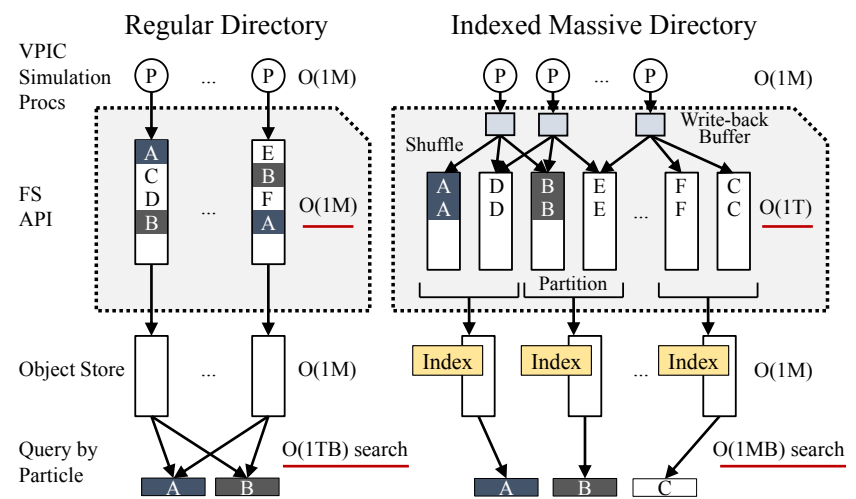 Regular Directory
Indexed Massive Directory
VPIC
Simulation
Procs
P
...
P
O(1M)
P
P
...
P
O(1M)
Write-back
Buffer
Shuffle
FS
API
A
C
D
B
...
E
B
F
A
O(1M)
A
A
D
D
B
B
E
E
...
F
F
C
C
O(1T)
Partition
Object Store
...
O(1M)
Index
Index
...
Index
O(1M)
Query by
Particle
O(1TB) search
A
B
O(1MB) search
A
B
C